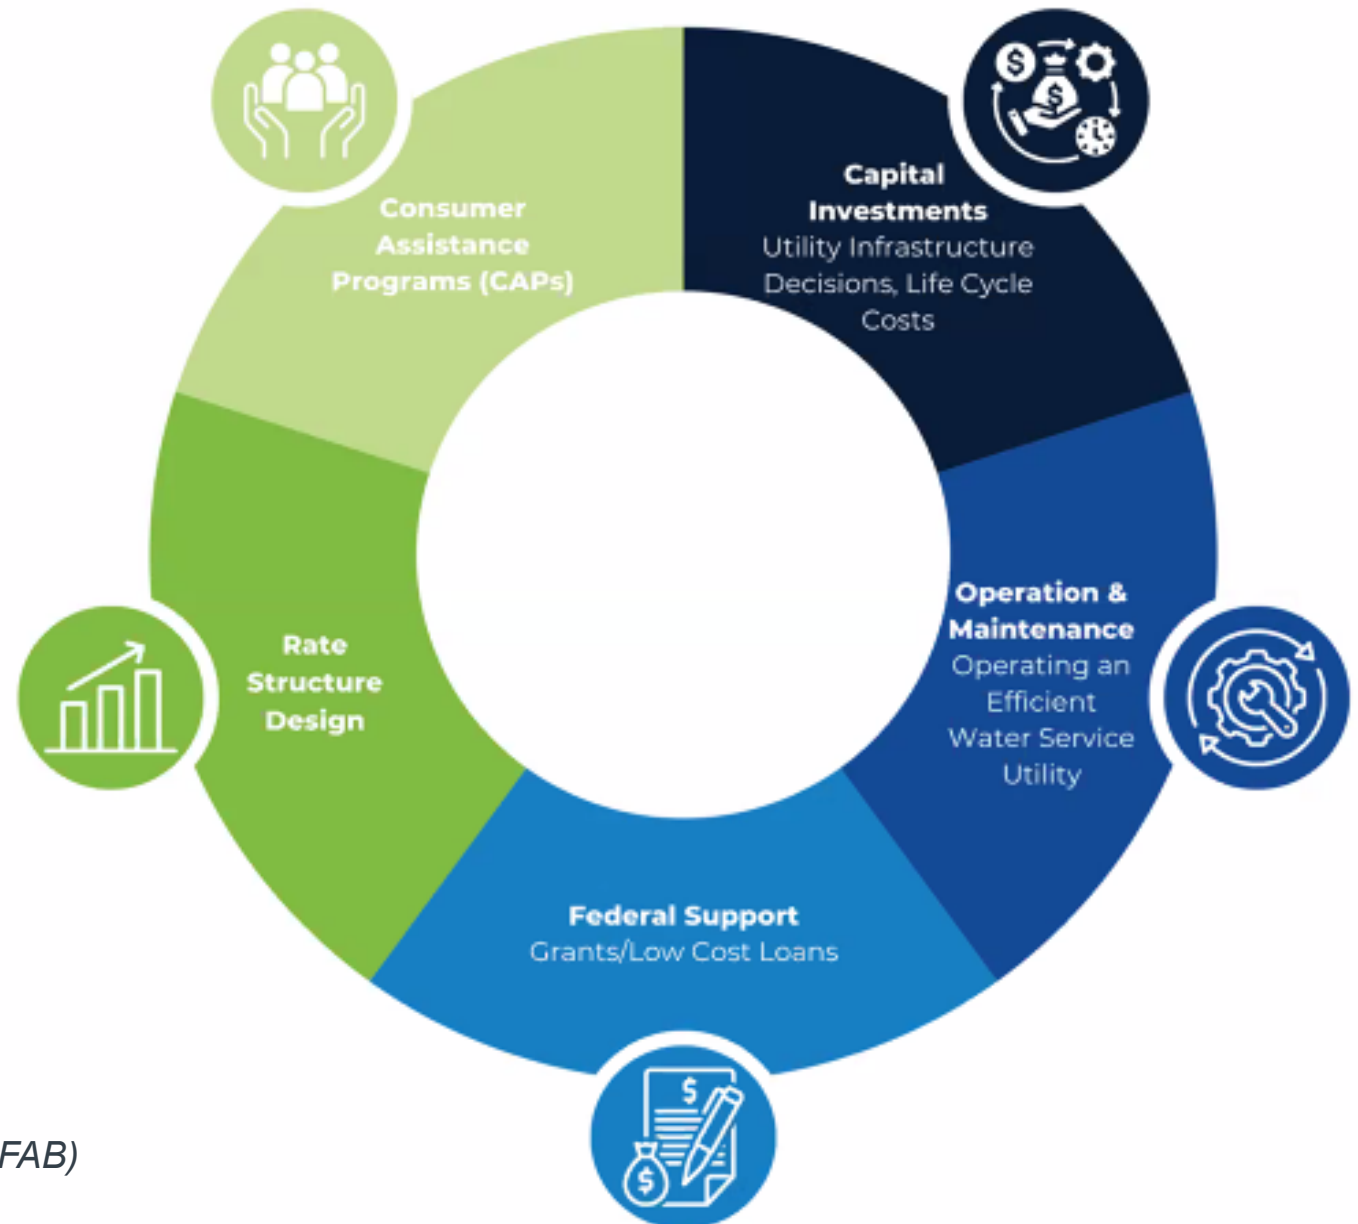 Consumer
Assistance
Programs (CAPs)
Capital
Investments
Utility Infrastructure
Decisions, Life Cycle
Costs
Rate
Structure
Design
Operation &
Maintenance
Operating an
Efficient
Water Service
Utility
Federal Support
Grants/Low Cost Loans
FAB)